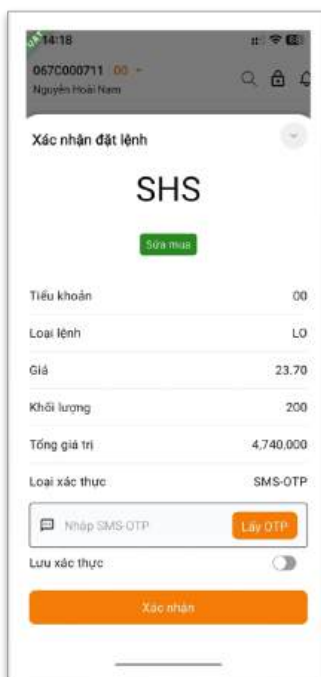 UAT
14:18
067C000711 00
Nguyễn Hoài Nam
Xác nhận đặt lệnh
SHS
Sửa mua
Tiểu khoản 00
Loại lệnh LO
Giá 23.70
Khối lượng 200
Tổng giá trị 4,740,000
Loại xác thực SMS-OTP
Nhập SMS-OTP Lấy OTP
Lưu xác thực
Xác nhận